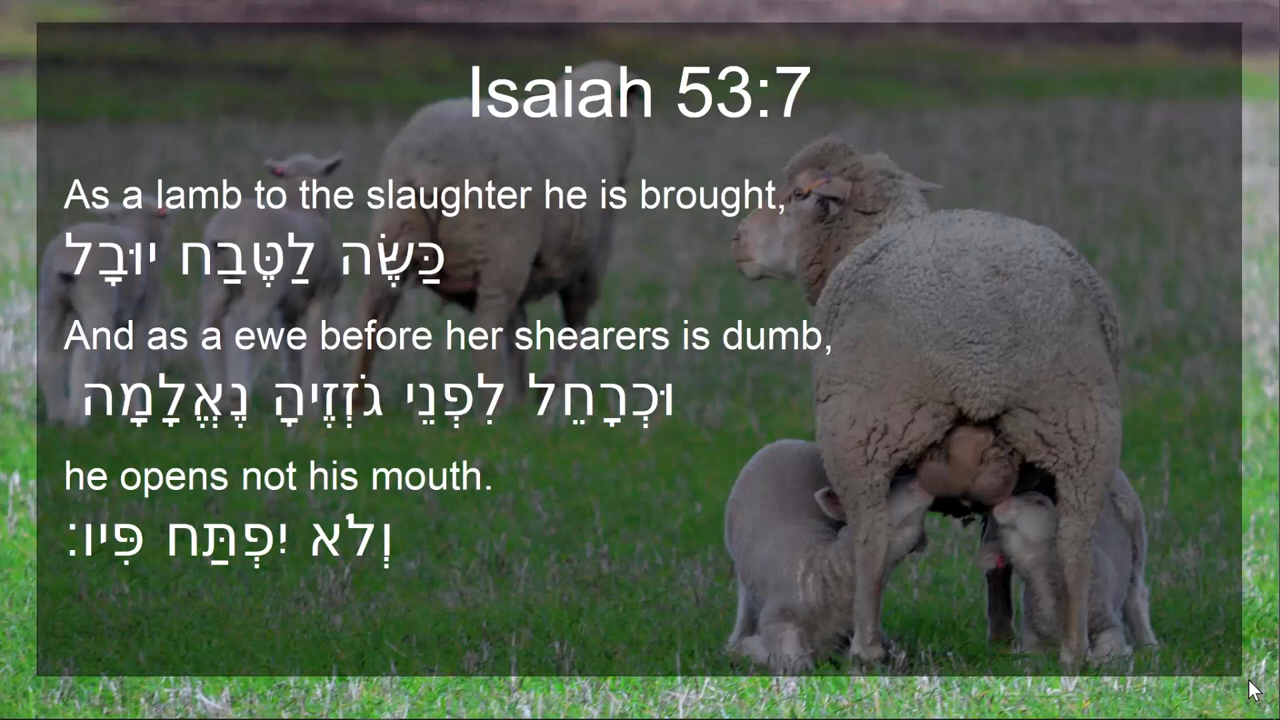 Isaiah 53:7
As a lamb to the slaughter he is brought,
כַּשֶּׂה לַטֶּבַח יוּבָל
And as a ewe before her shearers is dumb,
וּכְרָחֵל לִפְנֵי גֹזְזֶיהָ נֶאֱלָמָה
he opens not his mouth.
וְלֹא יִפְתַּח פִּיו׃